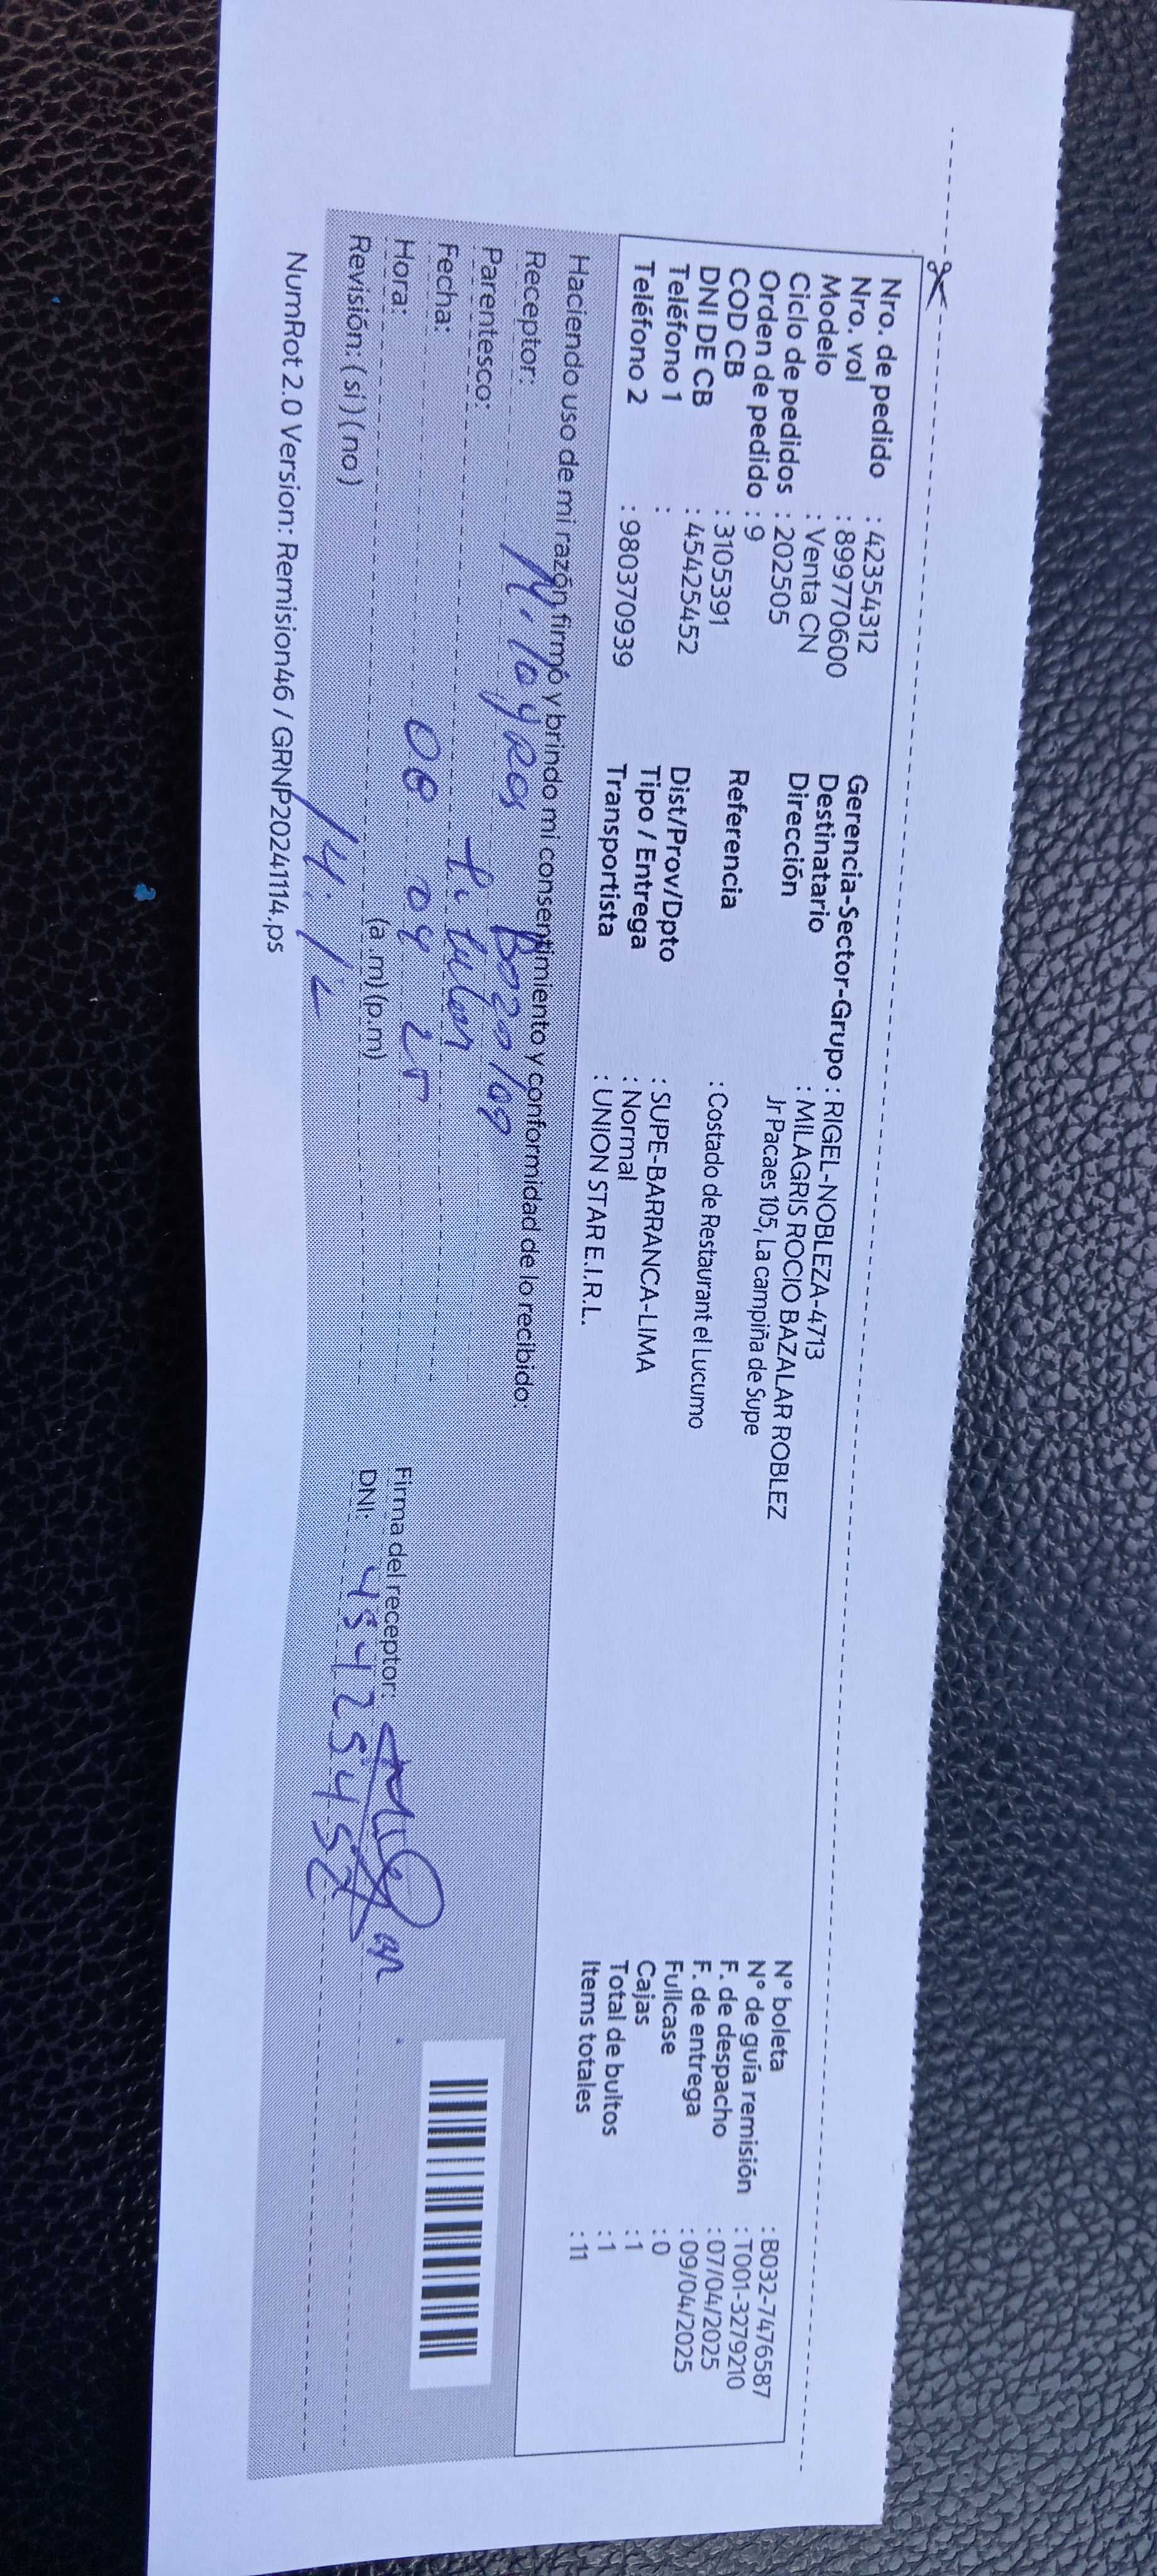 Nro. de pedido : 42354312
Nro. vol : 899770600
Modelo : Venta CN
Ciclo de pedidos : 202505
Orden de pedido : 9
COD CB : 3105391
DNI DE CB : 45425452
Teléfono 1 :
Teléfono 2 : 980370939
Gerencia-Sector-Grupo : RIGEL-NOBLEZA-4713
Destinatario : MILAGRIS ROCIO BAZALAR ROBLEZ
Dirección Jr Pacaes 105, La campiña de Supe
Referencia : Costado de Restaurant el Lucumo
Dist/Prov/Dpto : SUPE-BARRANCA-LIMA
Tipo / Entrega : Normal
Transportista : UNION STAR E.I.R.L.
N° boleta : B032-7476587
N° de guía remisión : T001-3279210
F. de despacho : 07/04/2025
F. de entrega : 09/04/2025
Fullcase : 0
Cajas : 1
Total de bultos : 1
Items totales : 11
Haciendo uso de mi razón firmó y brindo mi consentimiento y conformidad de lo recibido:
Receptor: Milagros Bazalar
Parentesco: titular
Fecha: 08 04 25
Hora: 14:12 (a.m) (p.m)
Revisión: ( si ) ( no )
Firma del receptor:
DNI: 45425452
NumRot 2.0 Version: Remision46 / GRNP20241114.ps